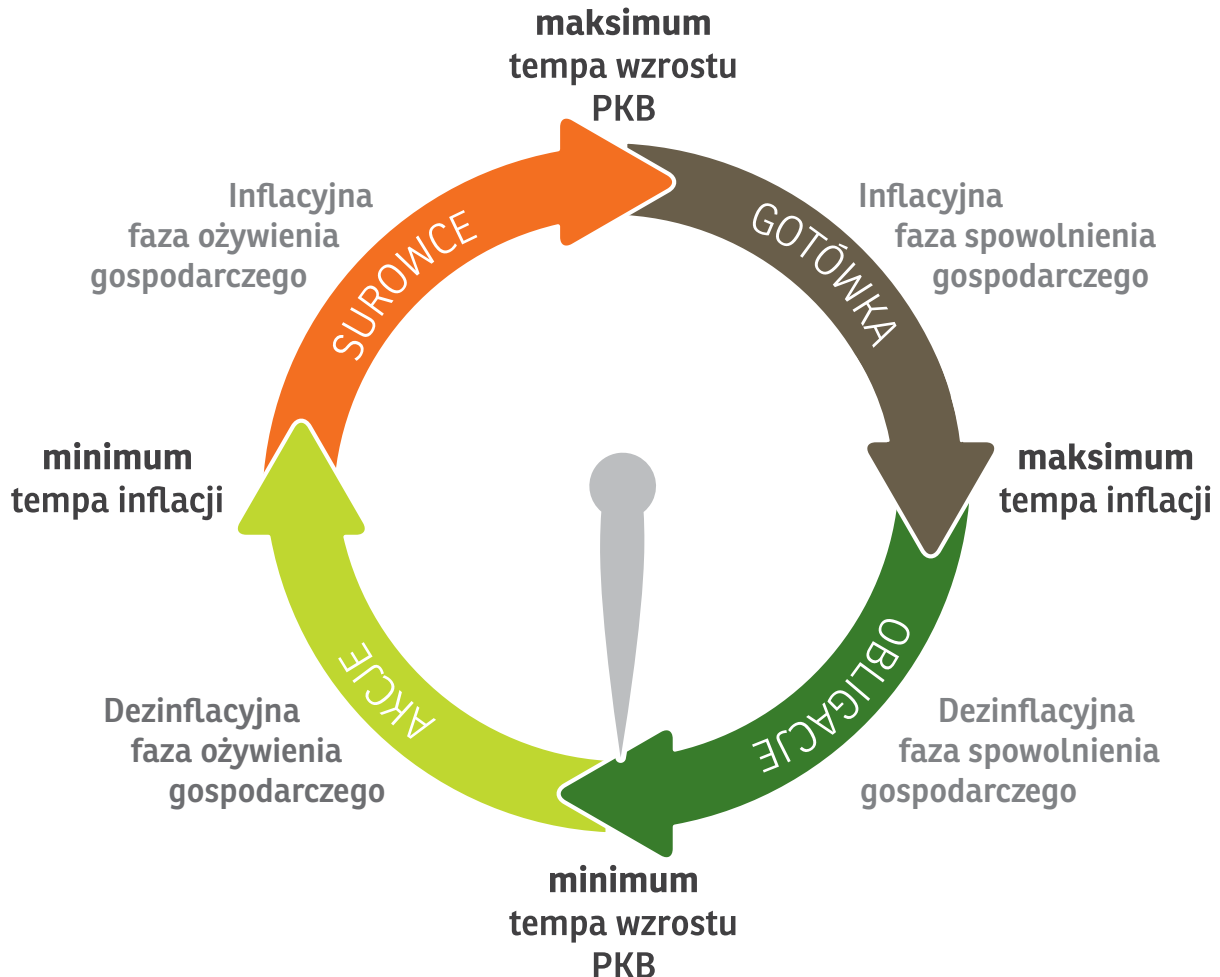 maksimum
tempa wzrostu
PKB
Inflacyjna
faza ożywienia
gospodarczego
SUROWCE
GOTÓWKA
Inflacyjna
faza spowolnienia
gospodarczego
minimum
tempa inflacji
maksimum
tempa inflacji
Dezinflacyjna
faza ożywienia
gospodarczego
AKCJE
OBLIGACJE
Dezinflacyjna
faza spowolnienia
gospodarczego
minimum
tempa wzrostu
PKB